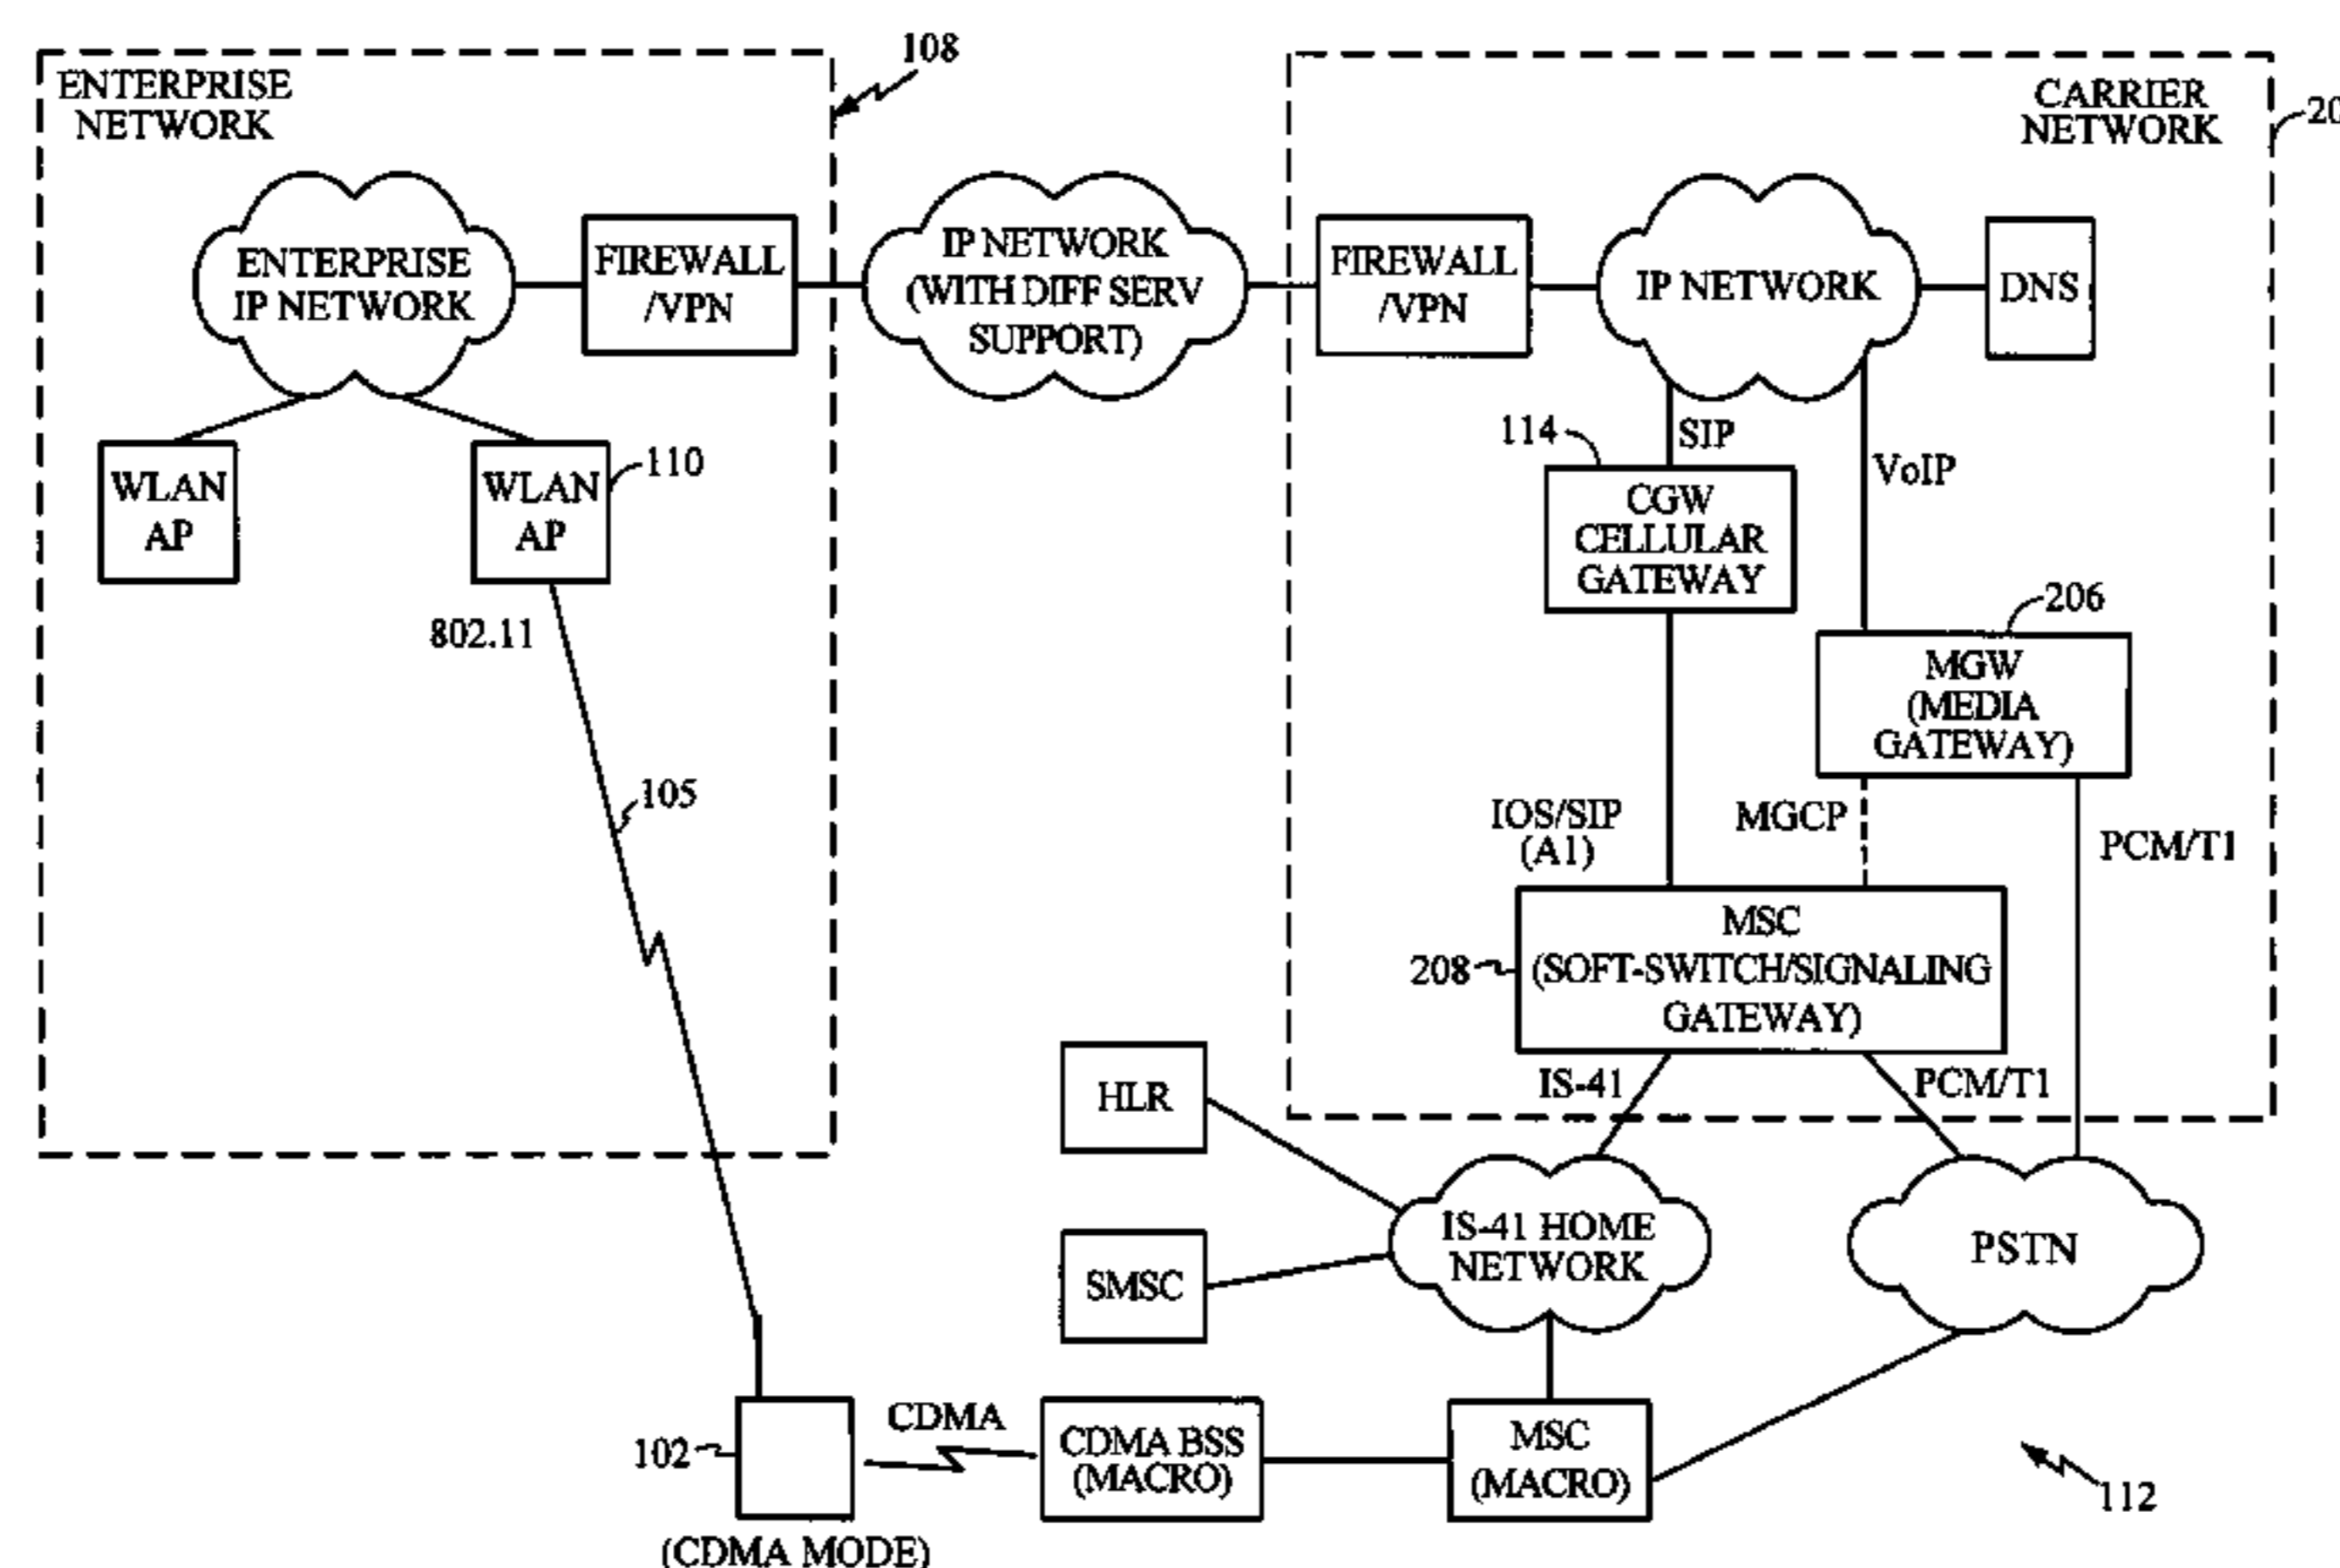 108
ENTERPRISE
NETWORK
CARRIER
NETWORK
20
ENTERPRISE
IP NETWORK
FIREWALL
/VPN
IP NETWORK
(WITH DIFF SERV
SUPPORT)
FIREWALL
/VPN
IP NETWORK
DNS
WLAN
AP
WLAN
AP
110
802.11
114
SIP
VoIP
CGW
CELLULAR
GATEWAY
206
MGW
(MEDIA
GATEWAY)
105
IOS/SIP
(A1)
MGCP
PCM/T1
208
MSC
(SOFT-SWITCH/SIGNALING
GATEWAY)
IS-41
PCM/T1
HLR
SMSC
IS-41 HOME
NETWORK
PSTN
102
CDMA
CDMA BSS
(MACRO)
MSC
(MACRO)
112
(CDMA MODE)